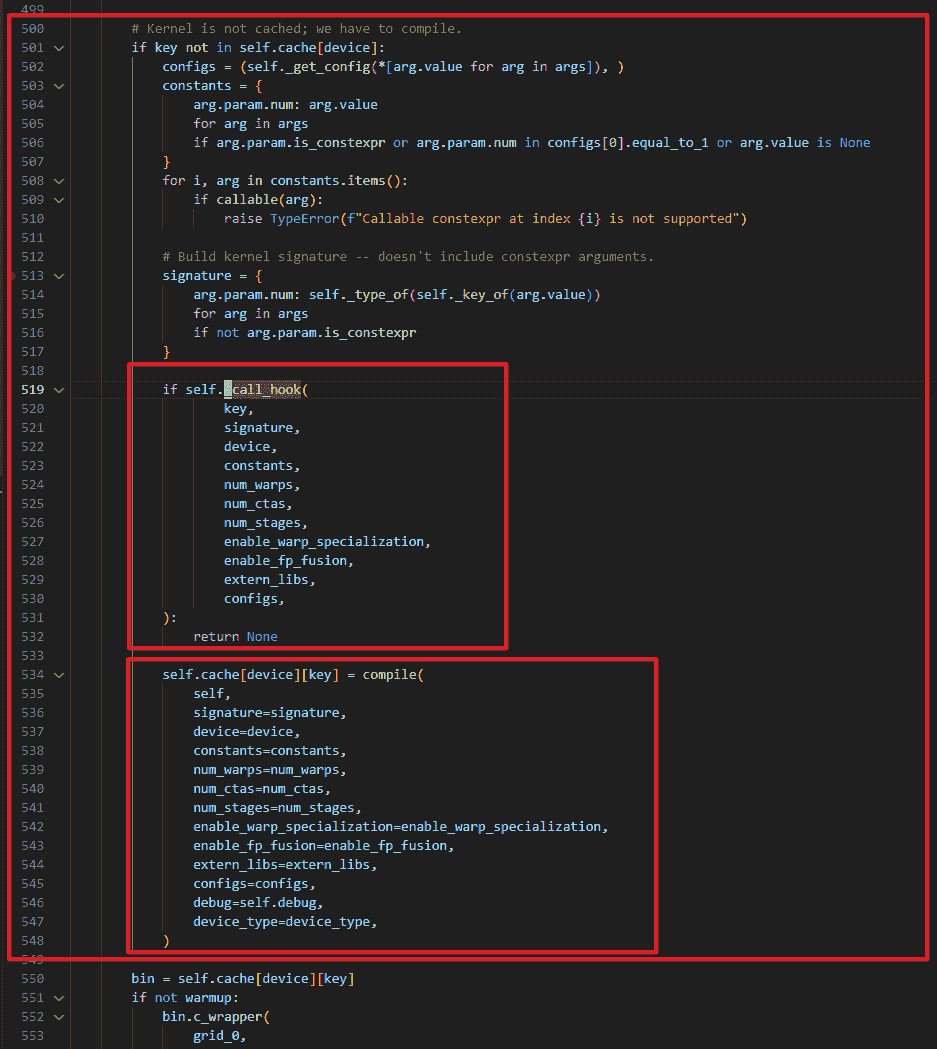 499
500 # Kernel is not cached; we have to compile.
501 if key not in self.cache[device]:
502 configs = (self._get_config(*[arg.value for arg in args]), )
503 constants = {
504 arg.param.num: arg.value
505 for arg in args
506 if arg.param.is_constexpr or arg.param.num in configs[0].equal_to_1 or arg.value is None
507 }
508 for i, arg in constants.items():
509 if callable(arg):
510 raise TypeError(f"Callable constexpr at index {i} is not supported")
511
512 # Build kernel signature -- doesn't include constexpr arguments.
513 signature = {
514 arg.param.num: self._type_of(self._key_of(arg.value))
515 for arg in args
516 if not arg.param.is_constexpr
517 }
518
519 if self._call_hook(
520 key,
521 signature,
522 device,
523 constants,
524 num_warps,
525 num_ctas,
526 num_stages,
527 enable_warp_specialization,
528 enable_fp_fusion,
529 extern_libs,
530 configs,
531 ):
532 return None
533
534 self.cache[device][key] = compile(
535 self,
536 signature=signature,
537 device=device,
538 constants=constants,
539 num_warps=num_warps,
540 num_ctas=num_ctas,
541 num_stages=num_stages,
542 enable_warp_specialization=enable_warp_specialization,
543 enable_fp_fusion=enable_fp_fusion,
544 extern_libs=extern_libs,
545 configs=configs,
546 debug=self.debug,
547 device_type=device_type,
548 )
549
550 bin = self.cache[device][key]
551 if not warmup:
552 bin.c_wrapper(
553 grid_0,